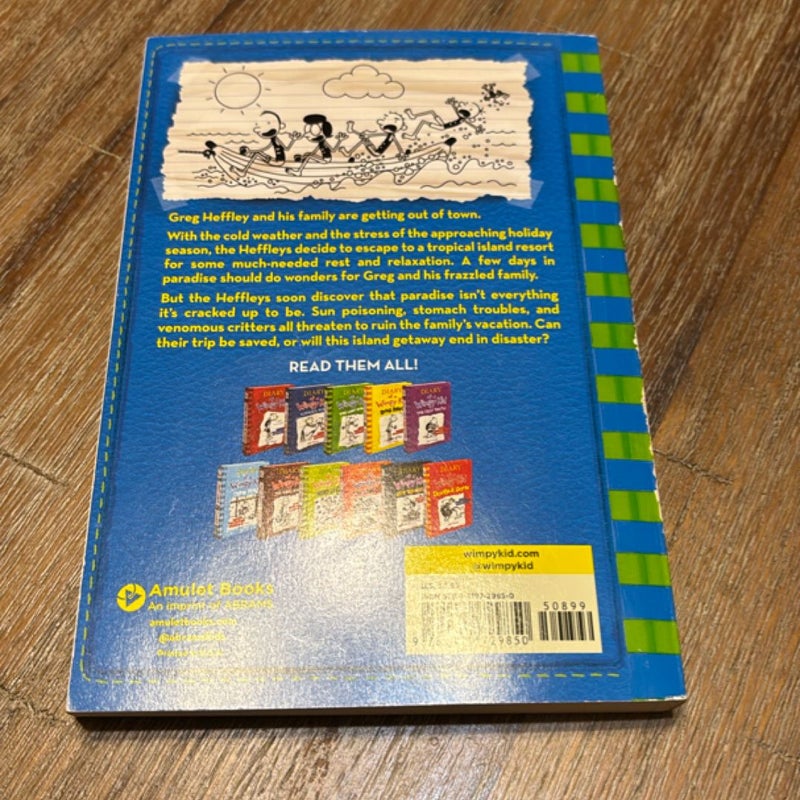 Greg Heffley and his family are getting out of town.
With the cold weather and the stress of the approaching holiday
season, the Heffleys decide to escape to a tropical island resort
for some much-needed rest and relaxation. A few days in
paradise should do wonders for Greg and his frazzled family.
But the Heffleys soon discover that paradise isn't everything
it's cracked up to be. Sun poisoning, stomach troubles, and
venomous critters all threaten to ruin the family's vacation. Can
their trip be saved, or will this island getaway end in disaster?
READ THEM ALL!
DIARY
wimpykid.com
@wimpykid
U.S.
ISBN
50899
29850
Amulet Books
An imprint of ABRAMS
amuletbooks.com